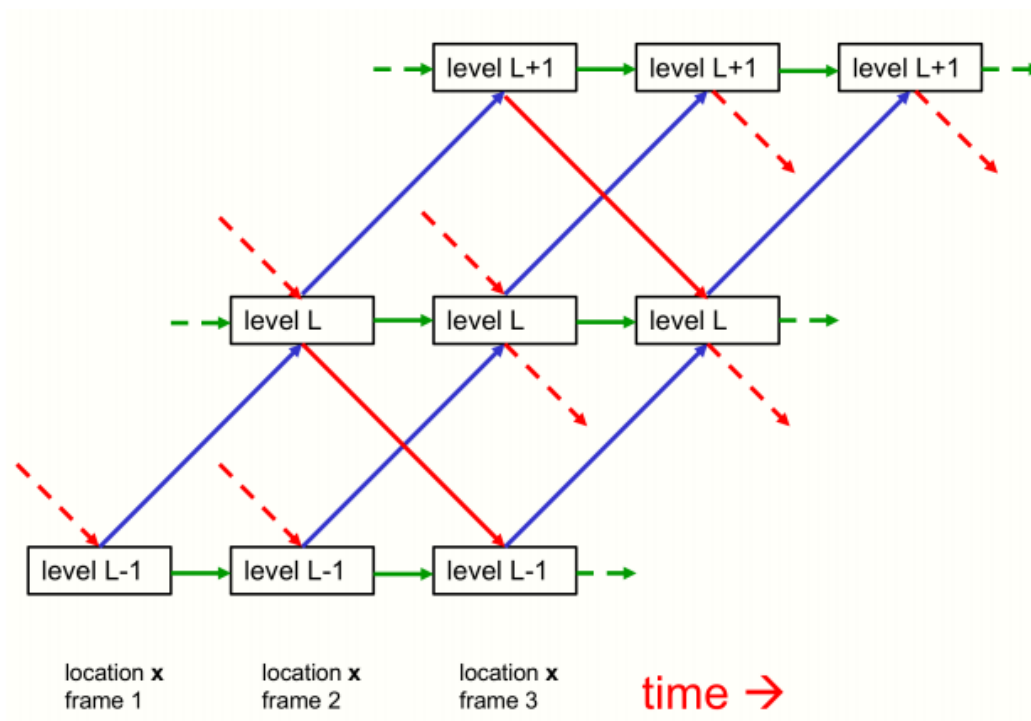 level L+1 level L+1 level L+1
level L level L level L
level L-1 level L-1 level L-1
location x location x location x
frame 1 frame 2 frame 3
time →